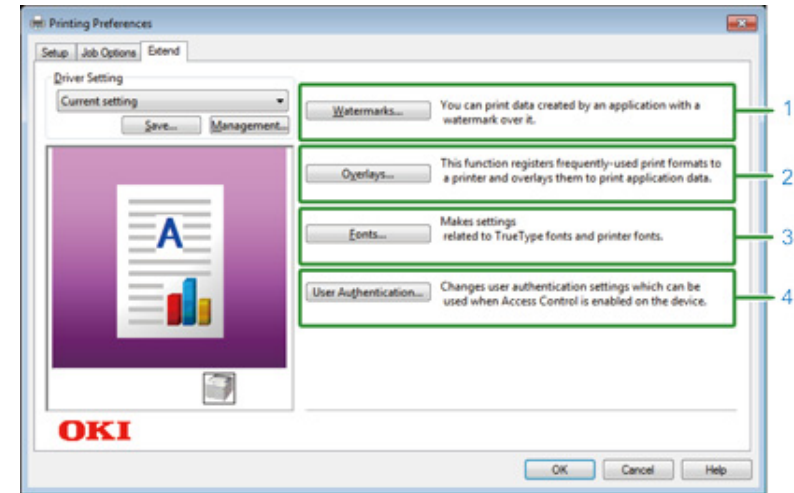 Printing Preferences
Setup Job Options Extend
Driver Setting
Current setting
Save... Management...
Watermarks...
You can print data created by an application with a
watermark over it.
1
Overlays...
This function registers frequently-used print formats to
a printer and overlays them to print application data.
2
Fonts...
Makes settings
related to TrueType fonts and printer fonts.
3
User Authentication...
Changes user authentication settings which can be
used when Access Control is enabled on the device.
4
A
OKI
OK Cancel Help